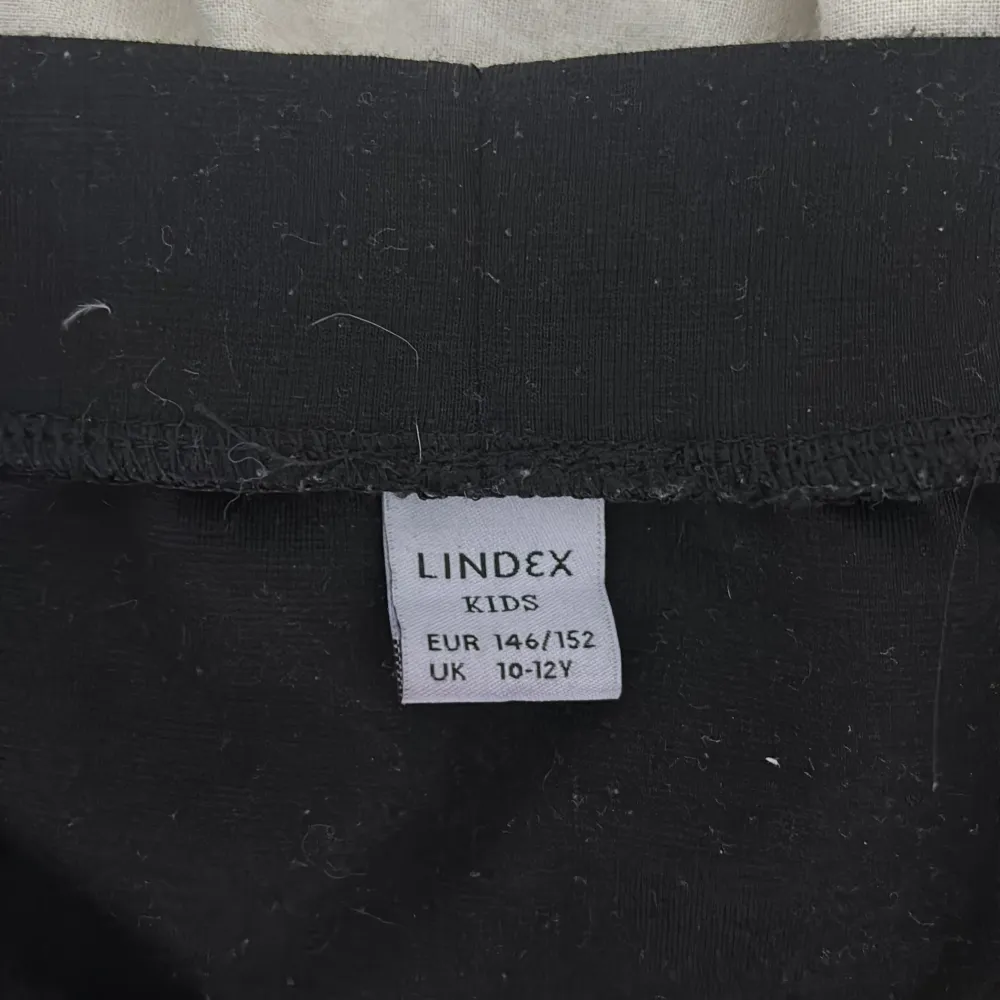 LINDEX
KIDS
EUR 146/152
UK 10-12Y